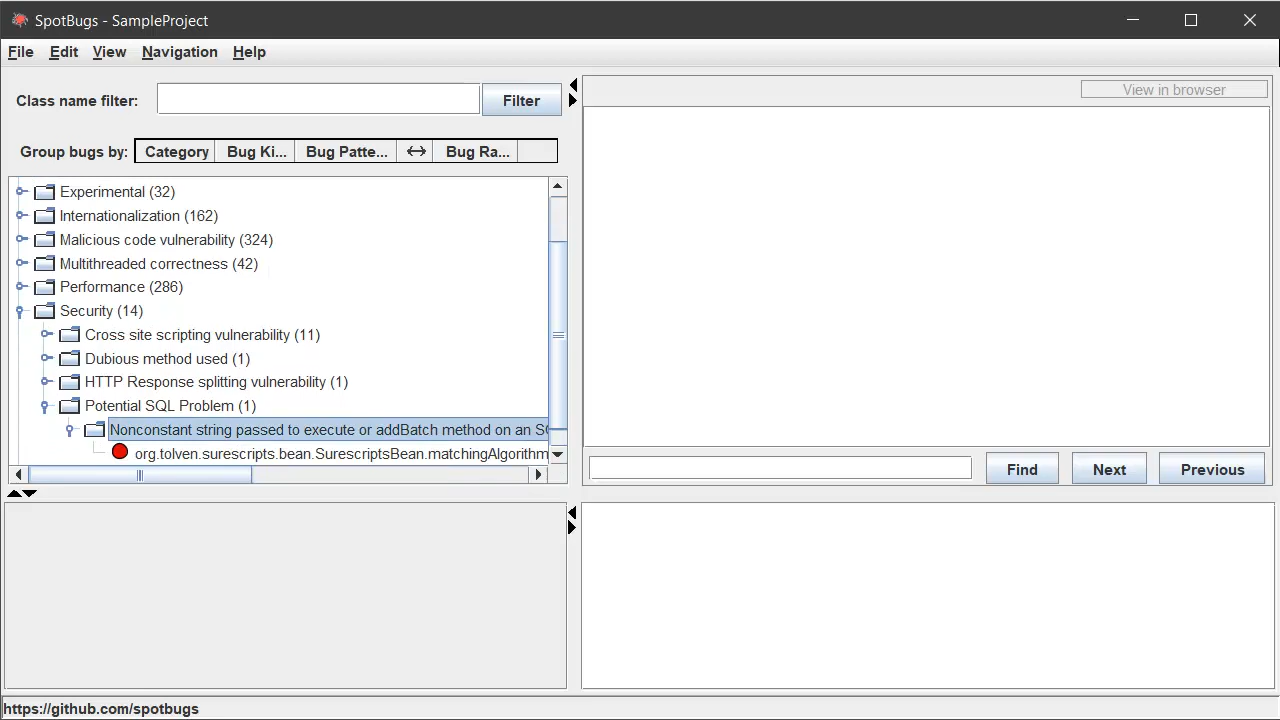 SpotBugs - SampleProject
File Edit View Navigation Help
Class name filter: Filter
View in browser
Group bugs by: Category Bug Ki... Bug Patte... Bug Ra...
Experimental (32)
Internationalization (162)
Malicious code vulnerability (324)
Multithreaded correctness (42)
Performance (286)
Security (14)
Cross site scripting vulnerability (11)
Dubious method used (1)
HTTP Response splitting vulnerability (1)
Potential SQL Problem (1)
Nonconstant string passed to execute or addBatch method on an
org.tolven.surescripts.bean.SurescriptsBean.matchingAlgorithm
Find Next Previous
https://github.com/spotbugs